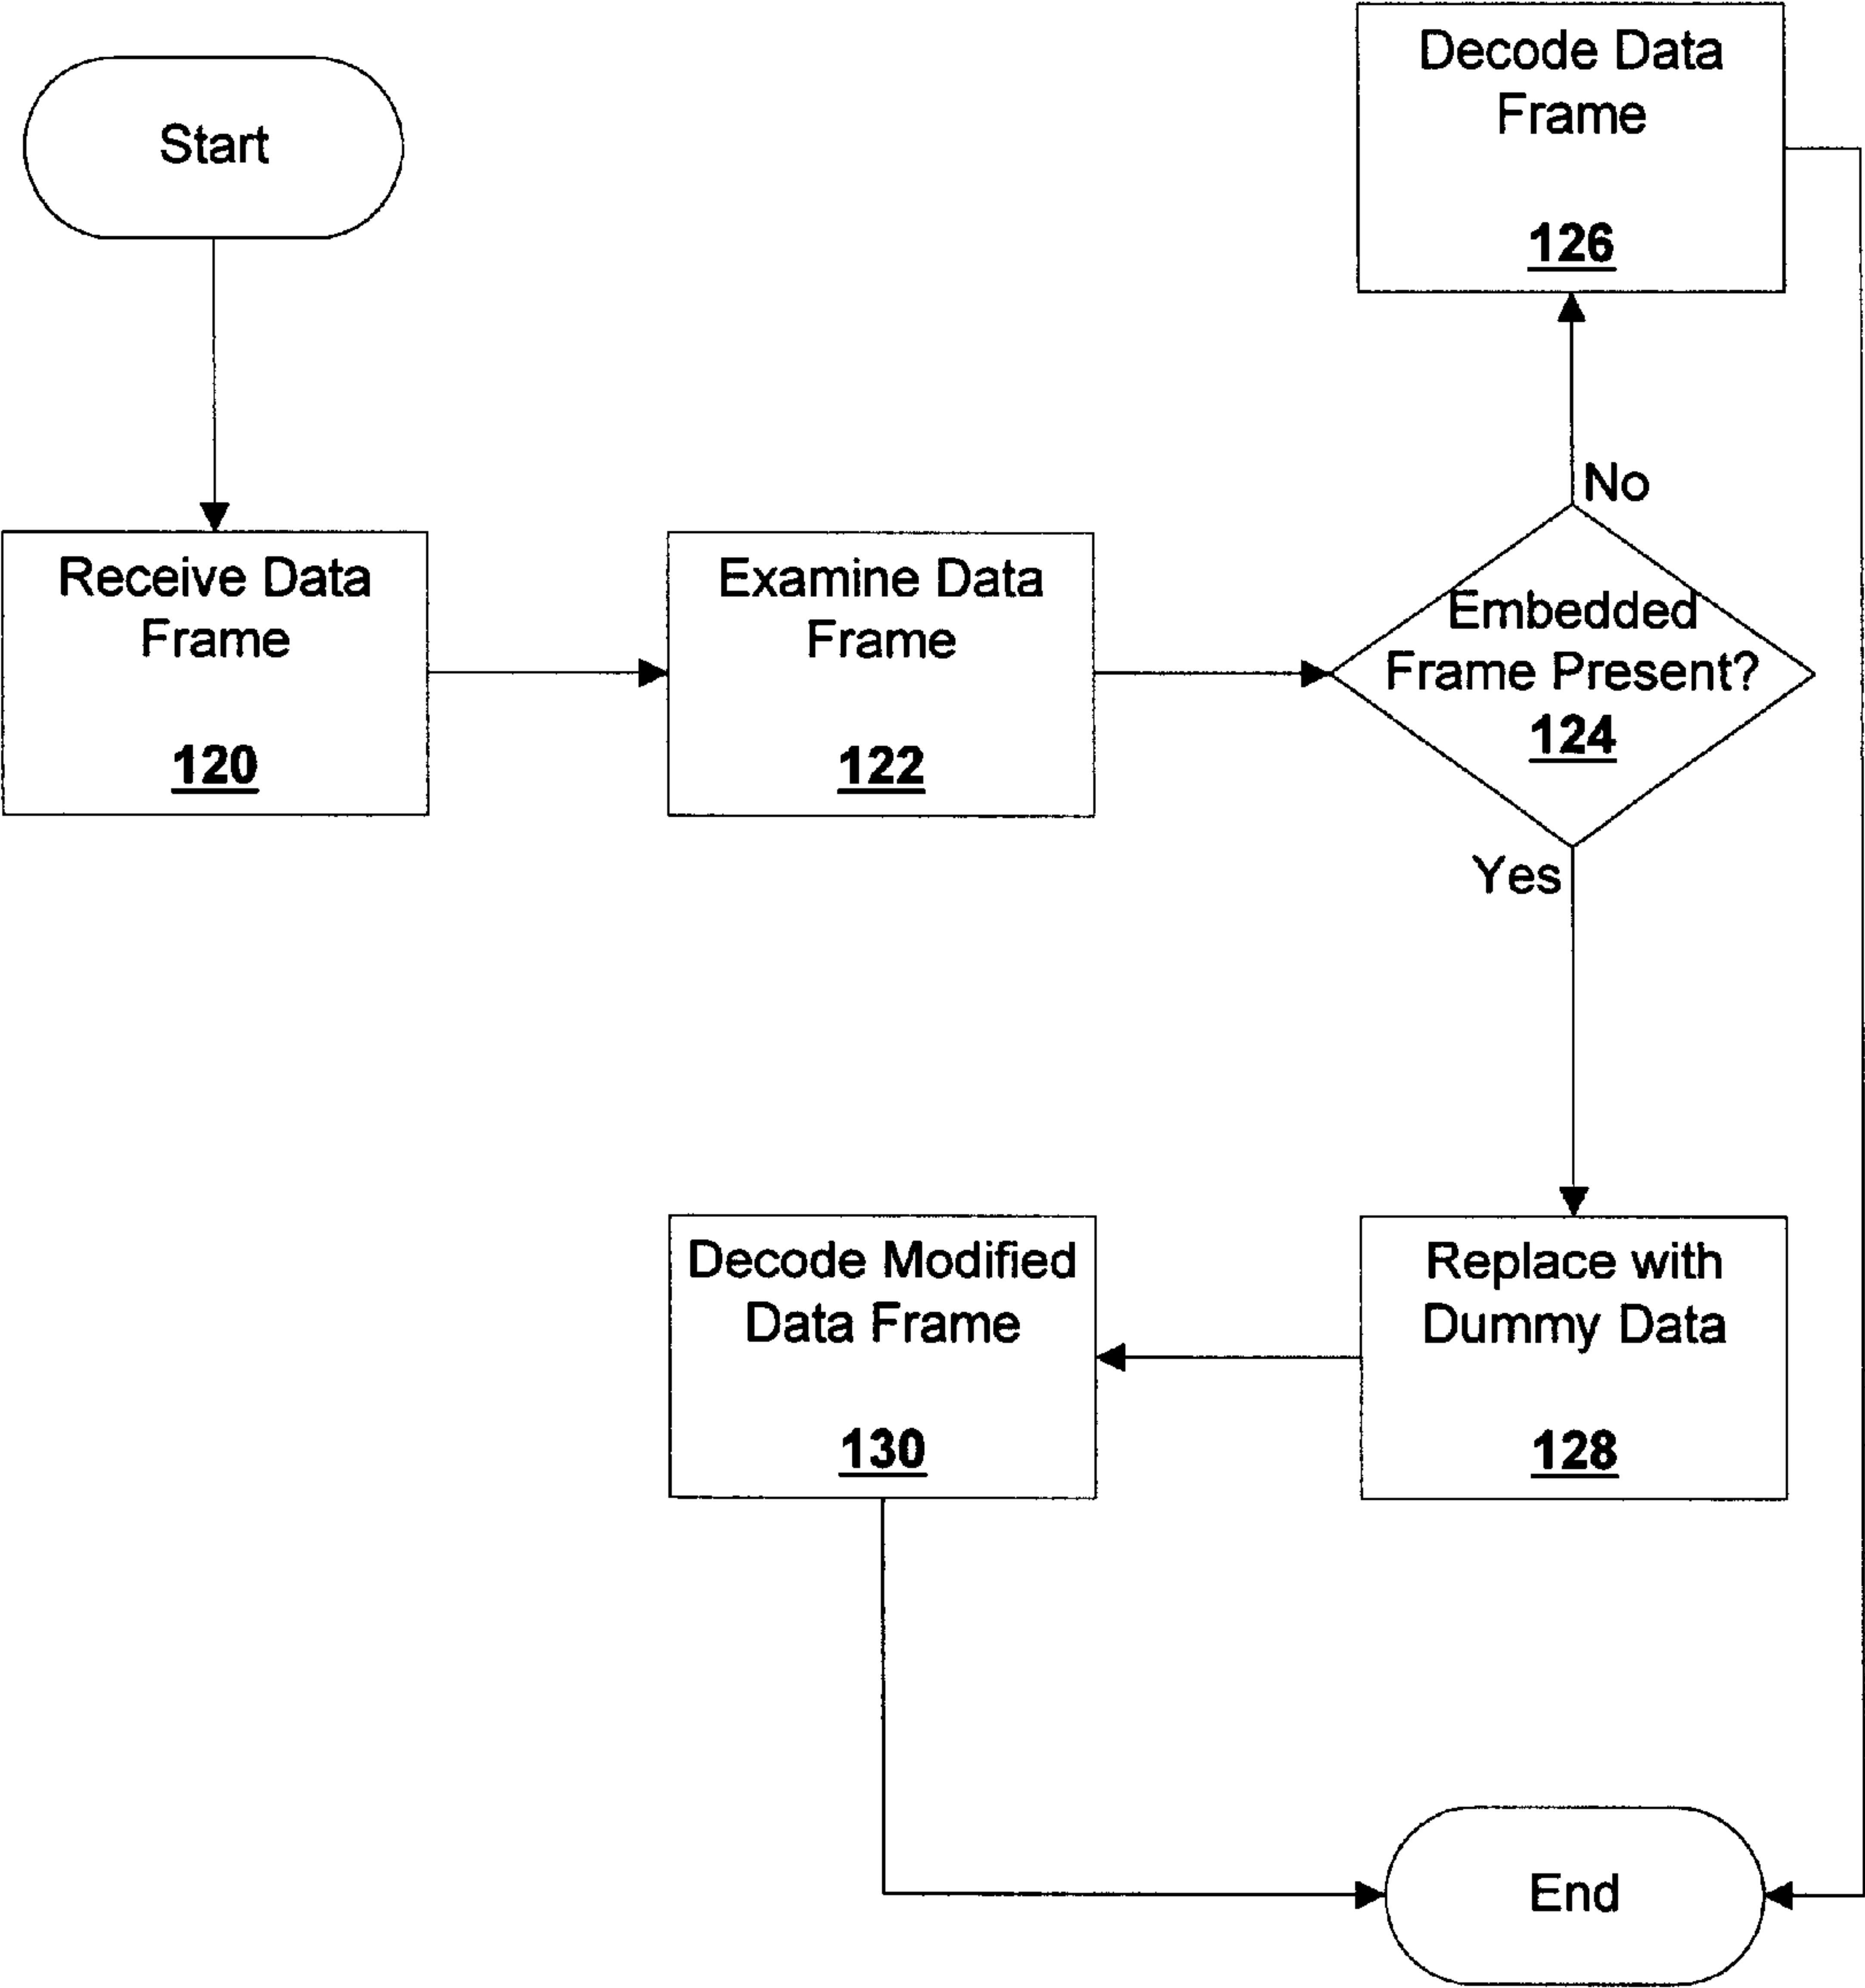 Start
Receive Data
Frame
120
Examine Data
Frame
122
Embedded
Frame Present?
124
No
Decode Data
Frame
126
Yes
Replace with
Dummy Data
128
Decode Modified
Data Frame
130
End